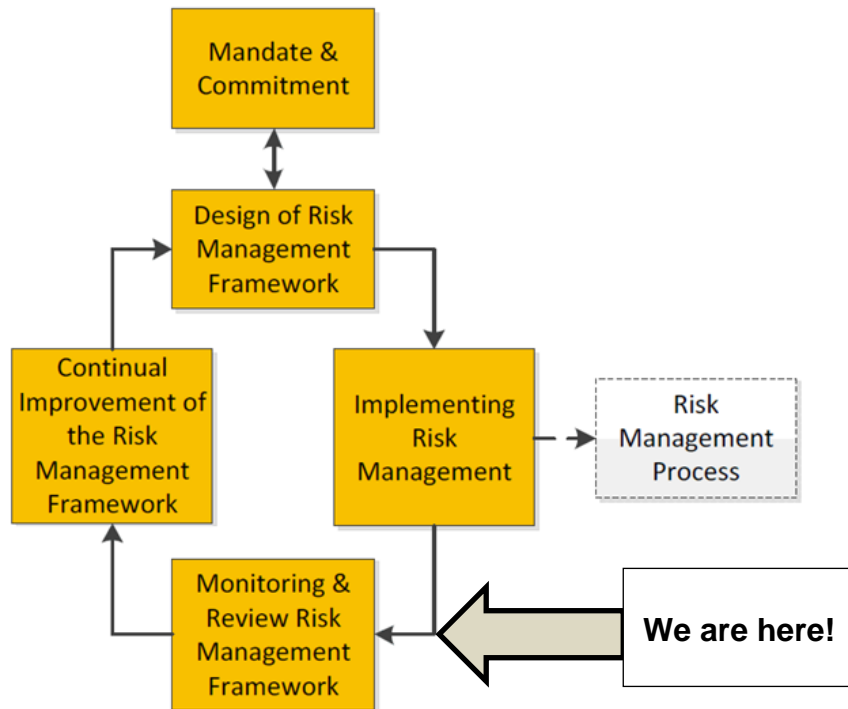 Mandate &
Commitment
Design of Risk
Management
Framework
Continual
Improvement of
the Risk
Management
Framework
Implementing
Risk
Management
Risk
Management
Process
Monitoring &
Review Risk
Management
Framework
We are here!